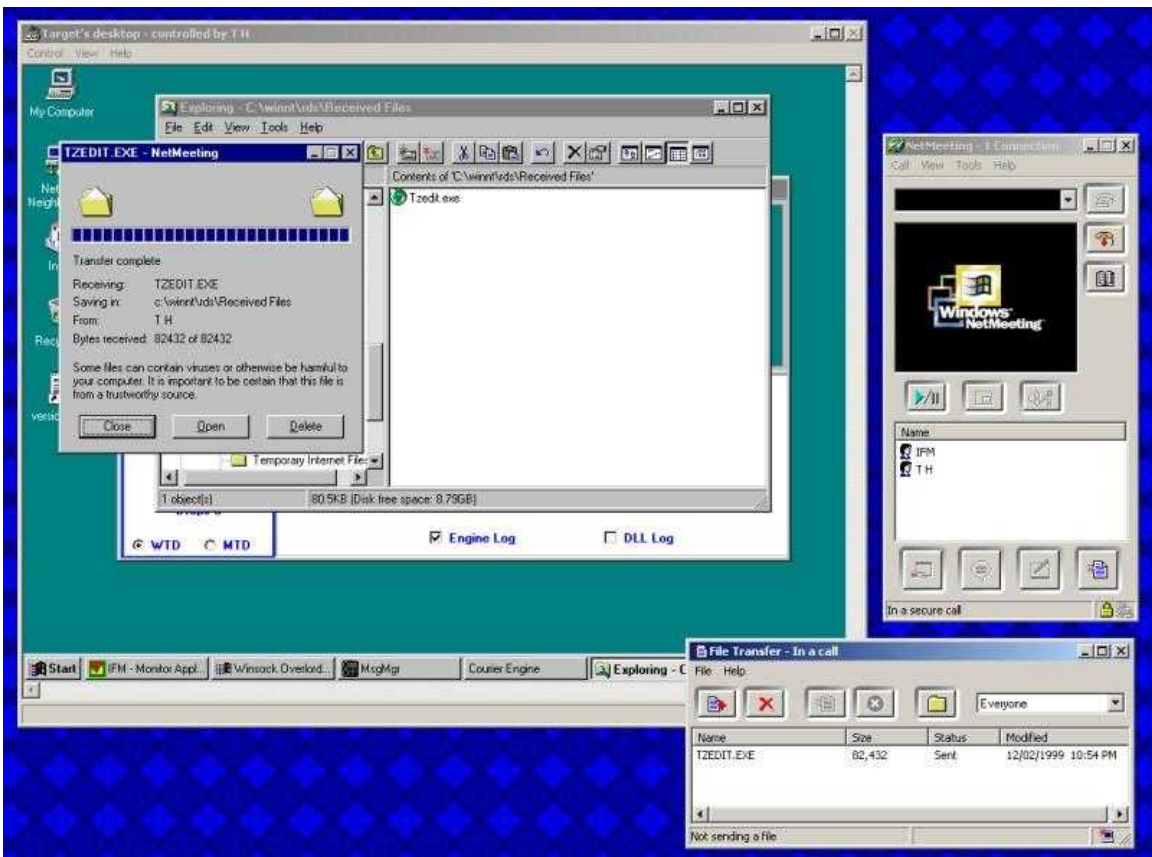 Target's desktop - controlled by T H
Control View Help
My Computer
Exploring - C:\winnt\rds\Received Files
File Edit View Tools Help
TZEDIT.EXE - NetMeeting
Contents of 'C:\winnt\rds\Received Files'
Tzedit.exe
Transfer complete
Receiving: TZEDIT.EXE
Saving in: c:\winnt\rds\Received Files
From: T H
Bytes received: 82432 of 82432
Some files can contain viruses or otherwise be harmful to
your computer. It is important to be certain that this file is
from a trustworthy source.
Close Open Delete
Temporary Internet File
1 object(s) 80.5KB (Disk free space: 8.79GB)
WTD MTD Engine Log DLL Log
Start IFM - Monitor Appl... Winsock Overlord... MsgMgr Courier Engine Exploring - C
NetMeeting - 1 Connection
Call View Tools Help
Windows
NetMeeting
Name
IFM
T H
In a secure call
File Transfer - In a call
File Help
Everyone
Name Size Status Modified
TZEDIT.EXE 82,432 Sent 12/02/1999 10:54 PM
Not sending a file